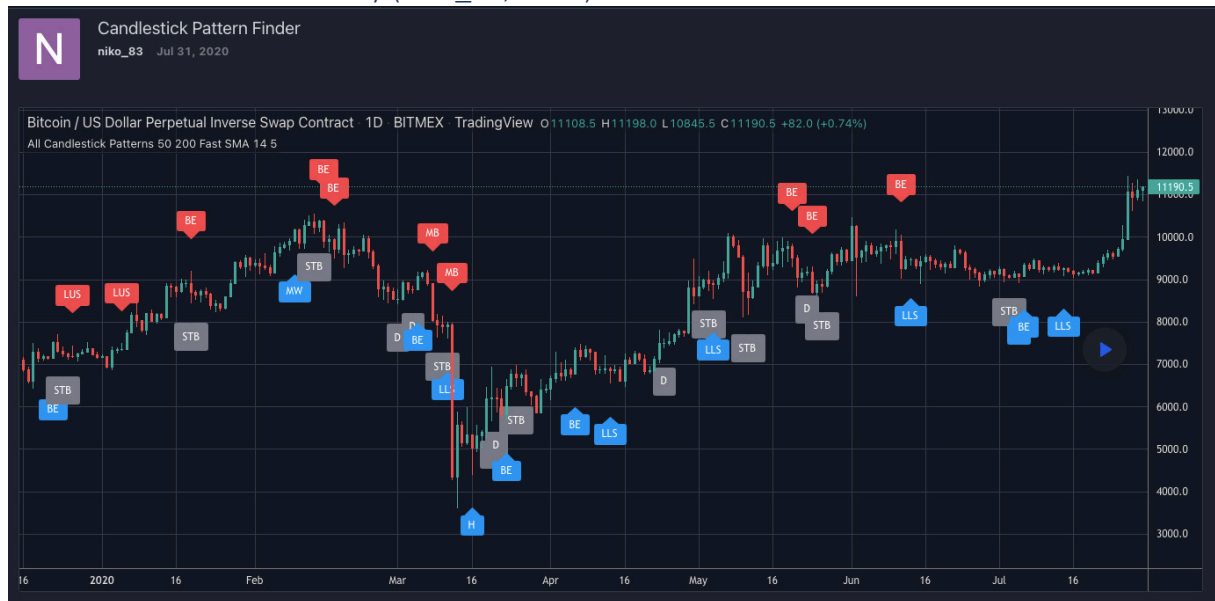 N
Candlestick Pattern Finder
niko_83 Jul 31, 2020
Bitcoin / US Dollar Perpetual Inverse Swap Contract · 1D · BITMEX · TradingView O11108.5 H11198.0 L10845.5 C11190.5 +82.0 (+0.74%)
All Candlestick Patterns 50 200 Fast SMA 14 5
13000.0
12000.0
11190.5
11000.0
10000.0
9000.0
8000.0
7000.0
6000.0
5000.0
4000.0
3000.0
BE
BE
BE
BE
BE
BE
MB
STB
MB
LUS
LUS
MW
STB
D
D
BE
STB
LLS
STB
BE
D
STB
BE
H
BE
LLS
D
STB
LLS
STB
D
STB
LLS
STB
BE
LLS
16 2020 16 Feb Mar 16 Apr 16 May 16 Jun 16 Jul 16